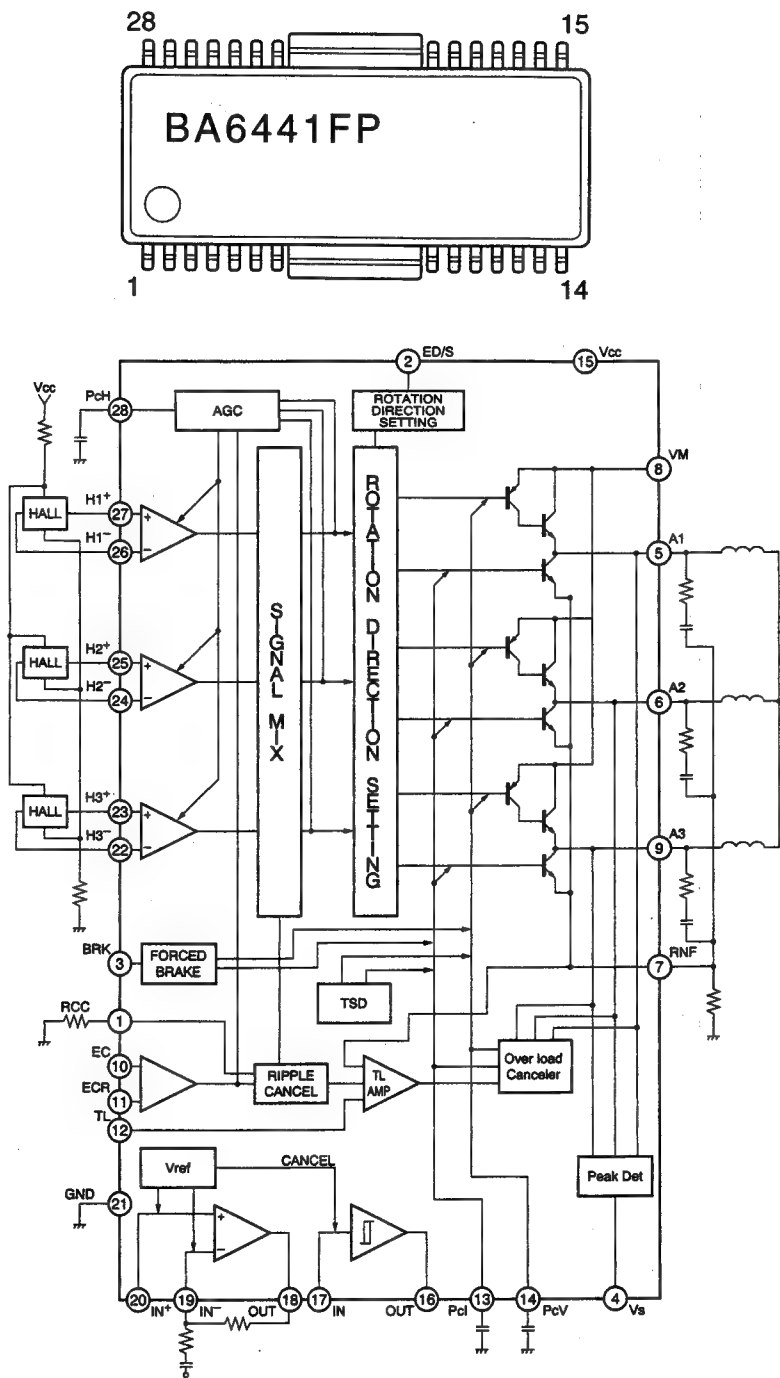 28
15
BA6441FP
1
14
2
ED/S
15
Vcc
Vcc
PcH
28
AGC
ROTATION
DIRECTION
SETTING
VM
8
HALL
H1+
27
H1-
26
A1
5
HALL
H2+
25
H2-
24
A2
6
HALL
H3+
23
H3-
22
A3
9
SIGNAL MIX
ROTATION DIRECTION SETTING
BRK
3
FORCED
BRAKE
TSD
RNF
7
RCC
1
EC
10
ECR
11
TL
12
RIPPLE
CANCEL
TL
AMP
Over load
Canceler
Vref
CANCEL
Peak Det
GND
21
+
-
20
IN+
19
IN-
OUT
18
17
IN
OUT
16
PcI
13
14
PcV
4
Vs